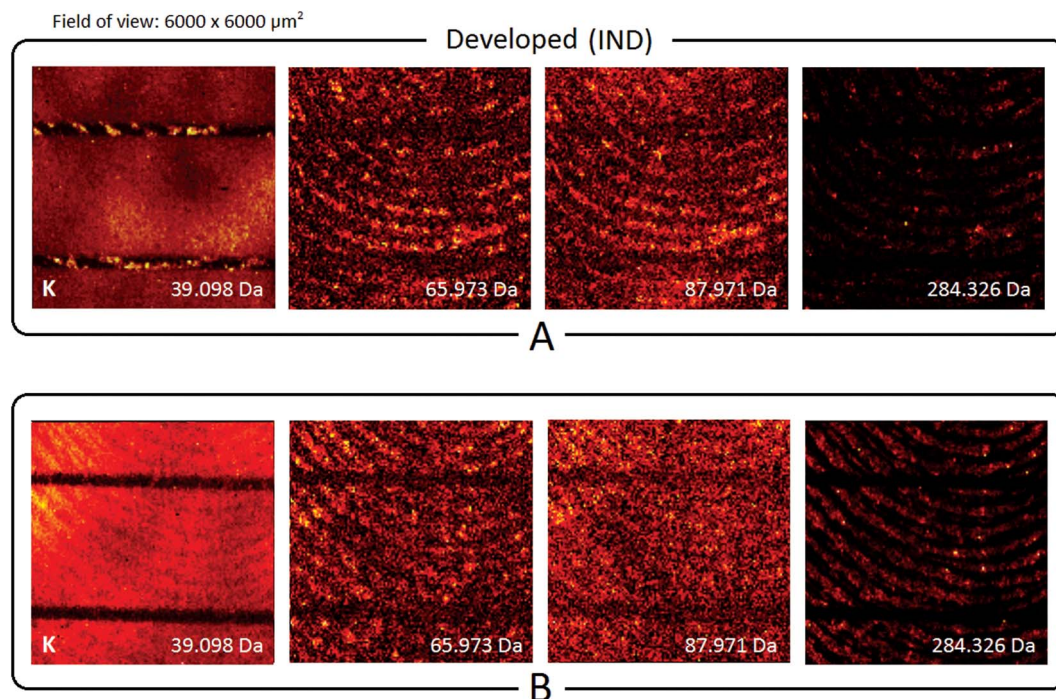 Field of view: 6000 x 6000 µm²
Developed (IND)
K 39.098 Da 65.973 Da 87.971 Da 284.326 Da
A
K 39.098 Da 65.973 Da 87.971 Da 284.326 Da
B